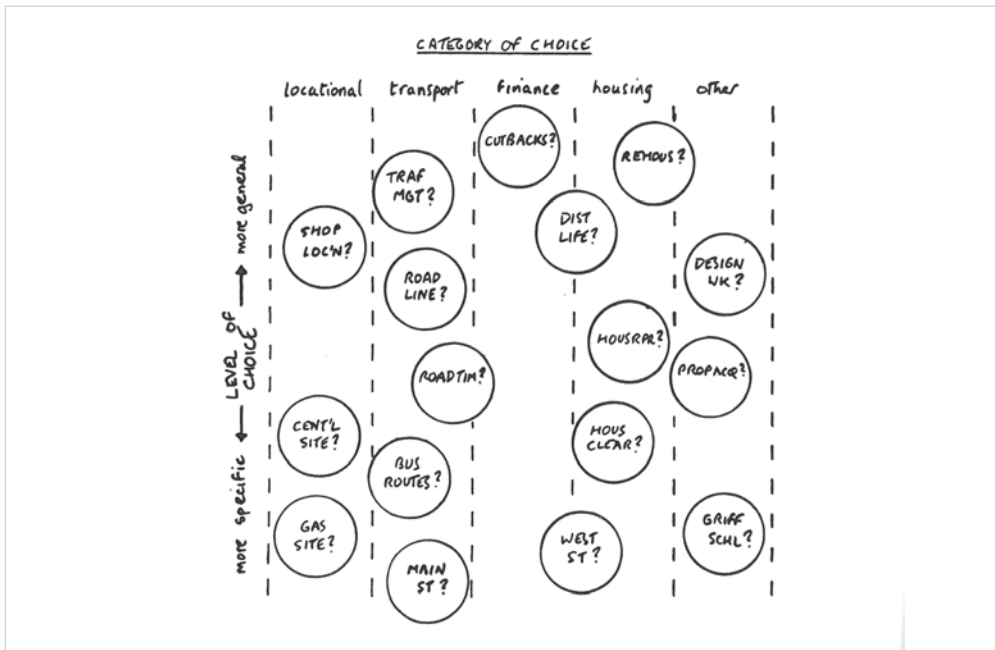 CATEGORY OF CHOICE
locational transport finance housing other
more general
LEVEL OF
CHOICE
more specific
CUTBACKS?
REHOUS?
TRAF
MGT?
DIST
LIFE?
SHOP
LOC'N?
DESIGN
WK?
ROAD
LINE?
HOUSRPR?
PROPACQ?
ROADTIM?
CENT'L
SITE?
HOUS
CLEAR?
BUS
ROUTES?
GAS
SITE?
WEST
ST?
GRIFF
SCHL?
MAIN
ST?